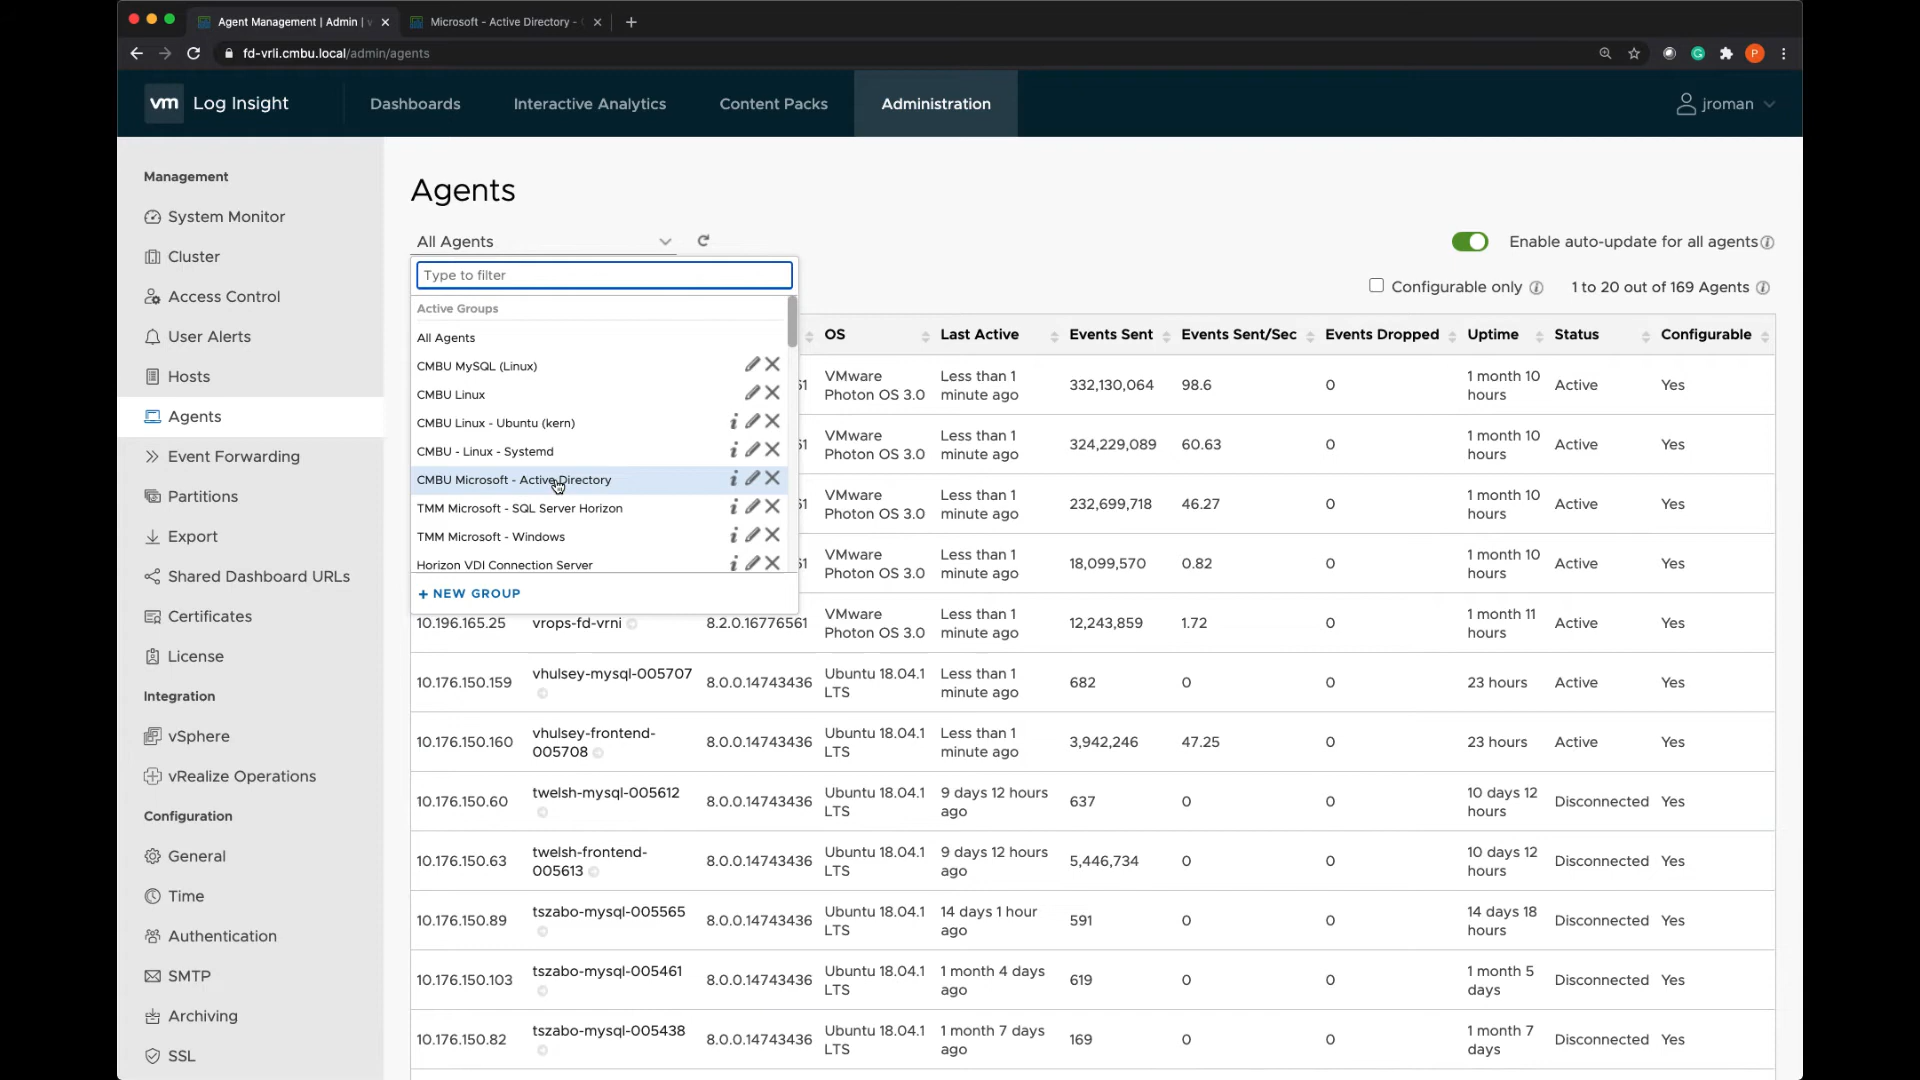 Agent Management | Admin |
Microsoft - Active Directory -
fd-vrli.cmbu.local/admin/agents
P
vm Log Insight
Dashboards
Interactive Analytics
Content Packs
Administration
jroman
Management
System Monitor
Cluster
Access Control
User Alerts
Hosts
Agents
Event Forwarding
Partitions
Export
Shared Dashboard URLs
Certificates
License
Integration
vSphere
vRealize Operations
Configuration
General
Time
Authentication
SMTP
Archiving
SSL
Agents
All Agents
Enable auto-update for all agents
Configurable only
1 to 20 out of 169 Agents
Type to filter
Active Groups
All Agents
CMBU MySQL (Linux)
CMBU Linux
CMBU Linux - Ubuntu (kern)
CMBU - Linux - Systemd
CMBU Microsoft - Active Directory
TMM Microsoft - SQL Server Horizon
TMM Microsoft - Windows
Horizon VDI Connection Server
+ NEW GROUP
OS Last Active Events Sent Events Sent/Sec Events Dropped Uptime Status Configurable
61 VMware Photon OS 3.0 Less than 1 minute ago 332,130,064 98.6 0 1 month 10 hours Active Yes
61 VMware Photon OS 3.0 Less than 1 minute ago 324,229,089 60.63 0 1 month 10 hours Active Yes
61 VMware Photon OS 3.0 Less than 1 minute ago 232,699,718 46.27 0 1 month 10 hours Active Yes
61 VMware Photon OS 3.0 Less than 1 minute ago 18,099,570 0.82 0 1 month 10 hours Active Yes
10.196.165.25 vrops-fd-vrni 8.2.0.16776561 VMware Photon OS 3.0 Less than 1 minute ago 12,243,859 1.72 0 1 month 11 hours Active Yes
10.176.150.159 vhulsey-mysql-005707 8.0.0.14743436 Ubuntu 18.04.1 LTS Less than 1 minute ago 682 0 0 23 hours Active Yes
10.176.150.160 vhulsey-frontend-005708 8.0.0.14743436 Ubuntu 18.04.1 LTS Less than 1 minute ago 3,942,246 47.25 0 23 hours Active Yes
10.176.150.60 twelsh-mysql-005612 8.0.0.14743436 Ubuntu 18.04.1 LTS 9 days 12 hours ago 637 0 0 10 days 12 hours Disconnected Yes
10.176.150.63 twelsh-frontend-005613 8.0.0.14743436 Ubuntu 18.04.1 LTS 9 days 12 hours ago 5,446,734 0 0 10 days 12 hours Disconnected Yes
10.176.150.89 tszabo-mysql-005565 8.0.0.14743436 Ubuntu 18.04.1 LTS 14 days 1 hour ago 591 0 0 14 days 18 hours Disconnected Yes
10.176.150.103 tszabo-mysql-005461 8.0.0.14743436 Ubuntu 18.04.1 LTS 1 month 4 days ago 619 0 0 1 month 5 days Disconnected Yes
10.176.150.82 tszabo-mysql-005438 8.0.0.14743436 Ubuntu 18.04.1 LTS 1 month 7 days ago 169 0 0 1 month 7 days Disconnected Yes